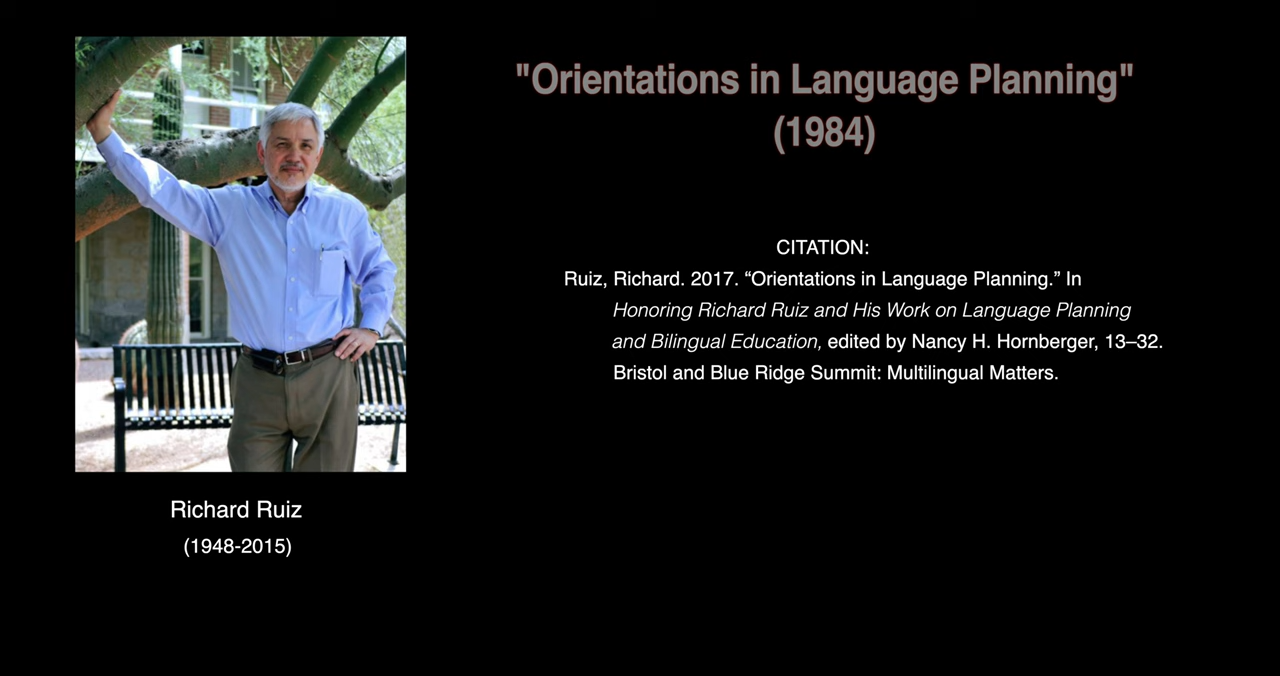 "Orientations in Language Planning"
(1984)
CITATION:
Ruiz, Richard. 2017. “Orientations in Language Planning.” In
Honoring Richard Ruiz and His Work on Language Planning
and Bilingual Education, edited by Nancy H. Hornberger, 13–32.
Bristol and Blue Ridge Summit: Multilingual Matters.
Richard Ruiz
(1948-2015)